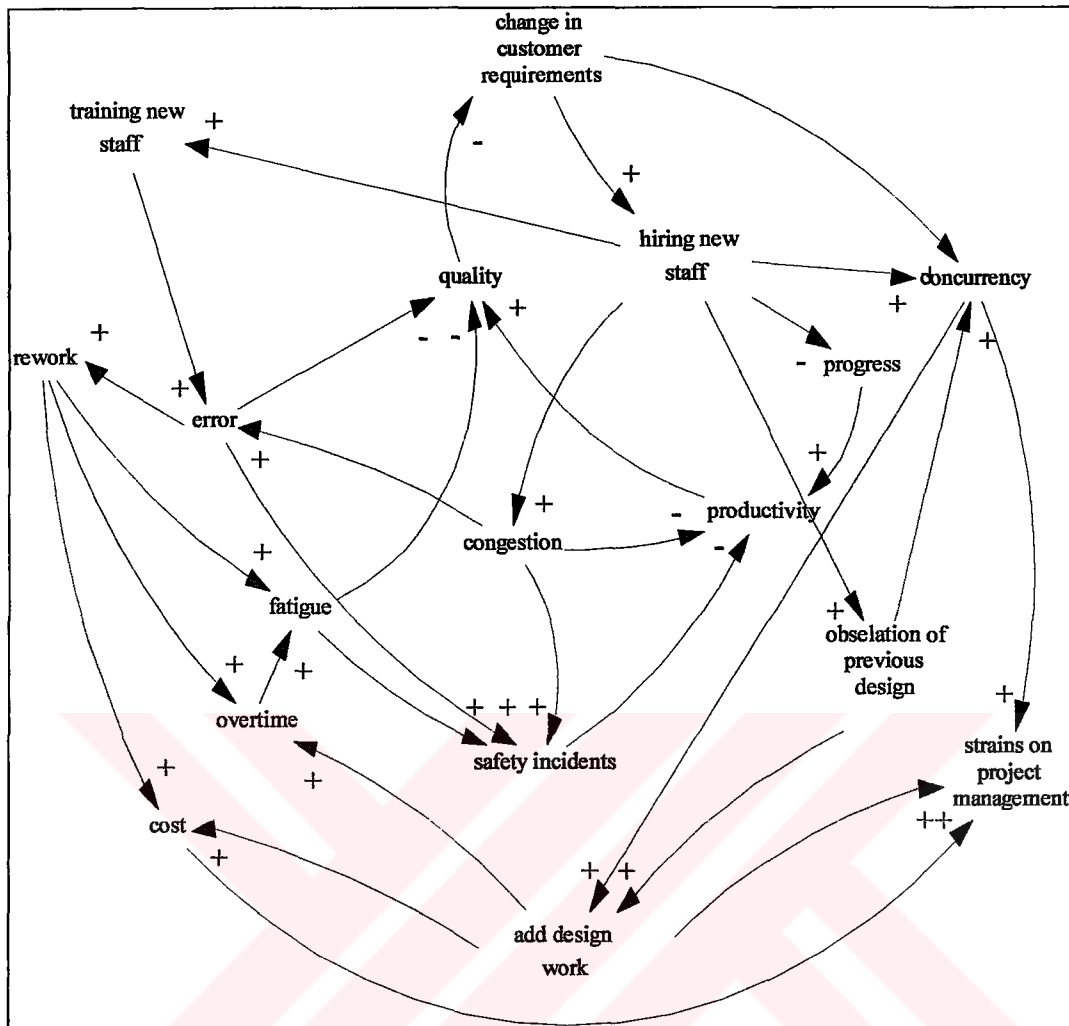 change in
customer
requirements
training new
staff
+
-
+
hiring new
staff
quality
concurrency
+
+
+
+
rework
- -
- progress
+
error
+
+
+
productivity
-
-
congestion
+
fatigue
+
obselation of
previous
design
+
+
overtime
+ + +
+
safety incidents
strains on
project
management
+
+
cost
+
++
+ +
add design
work